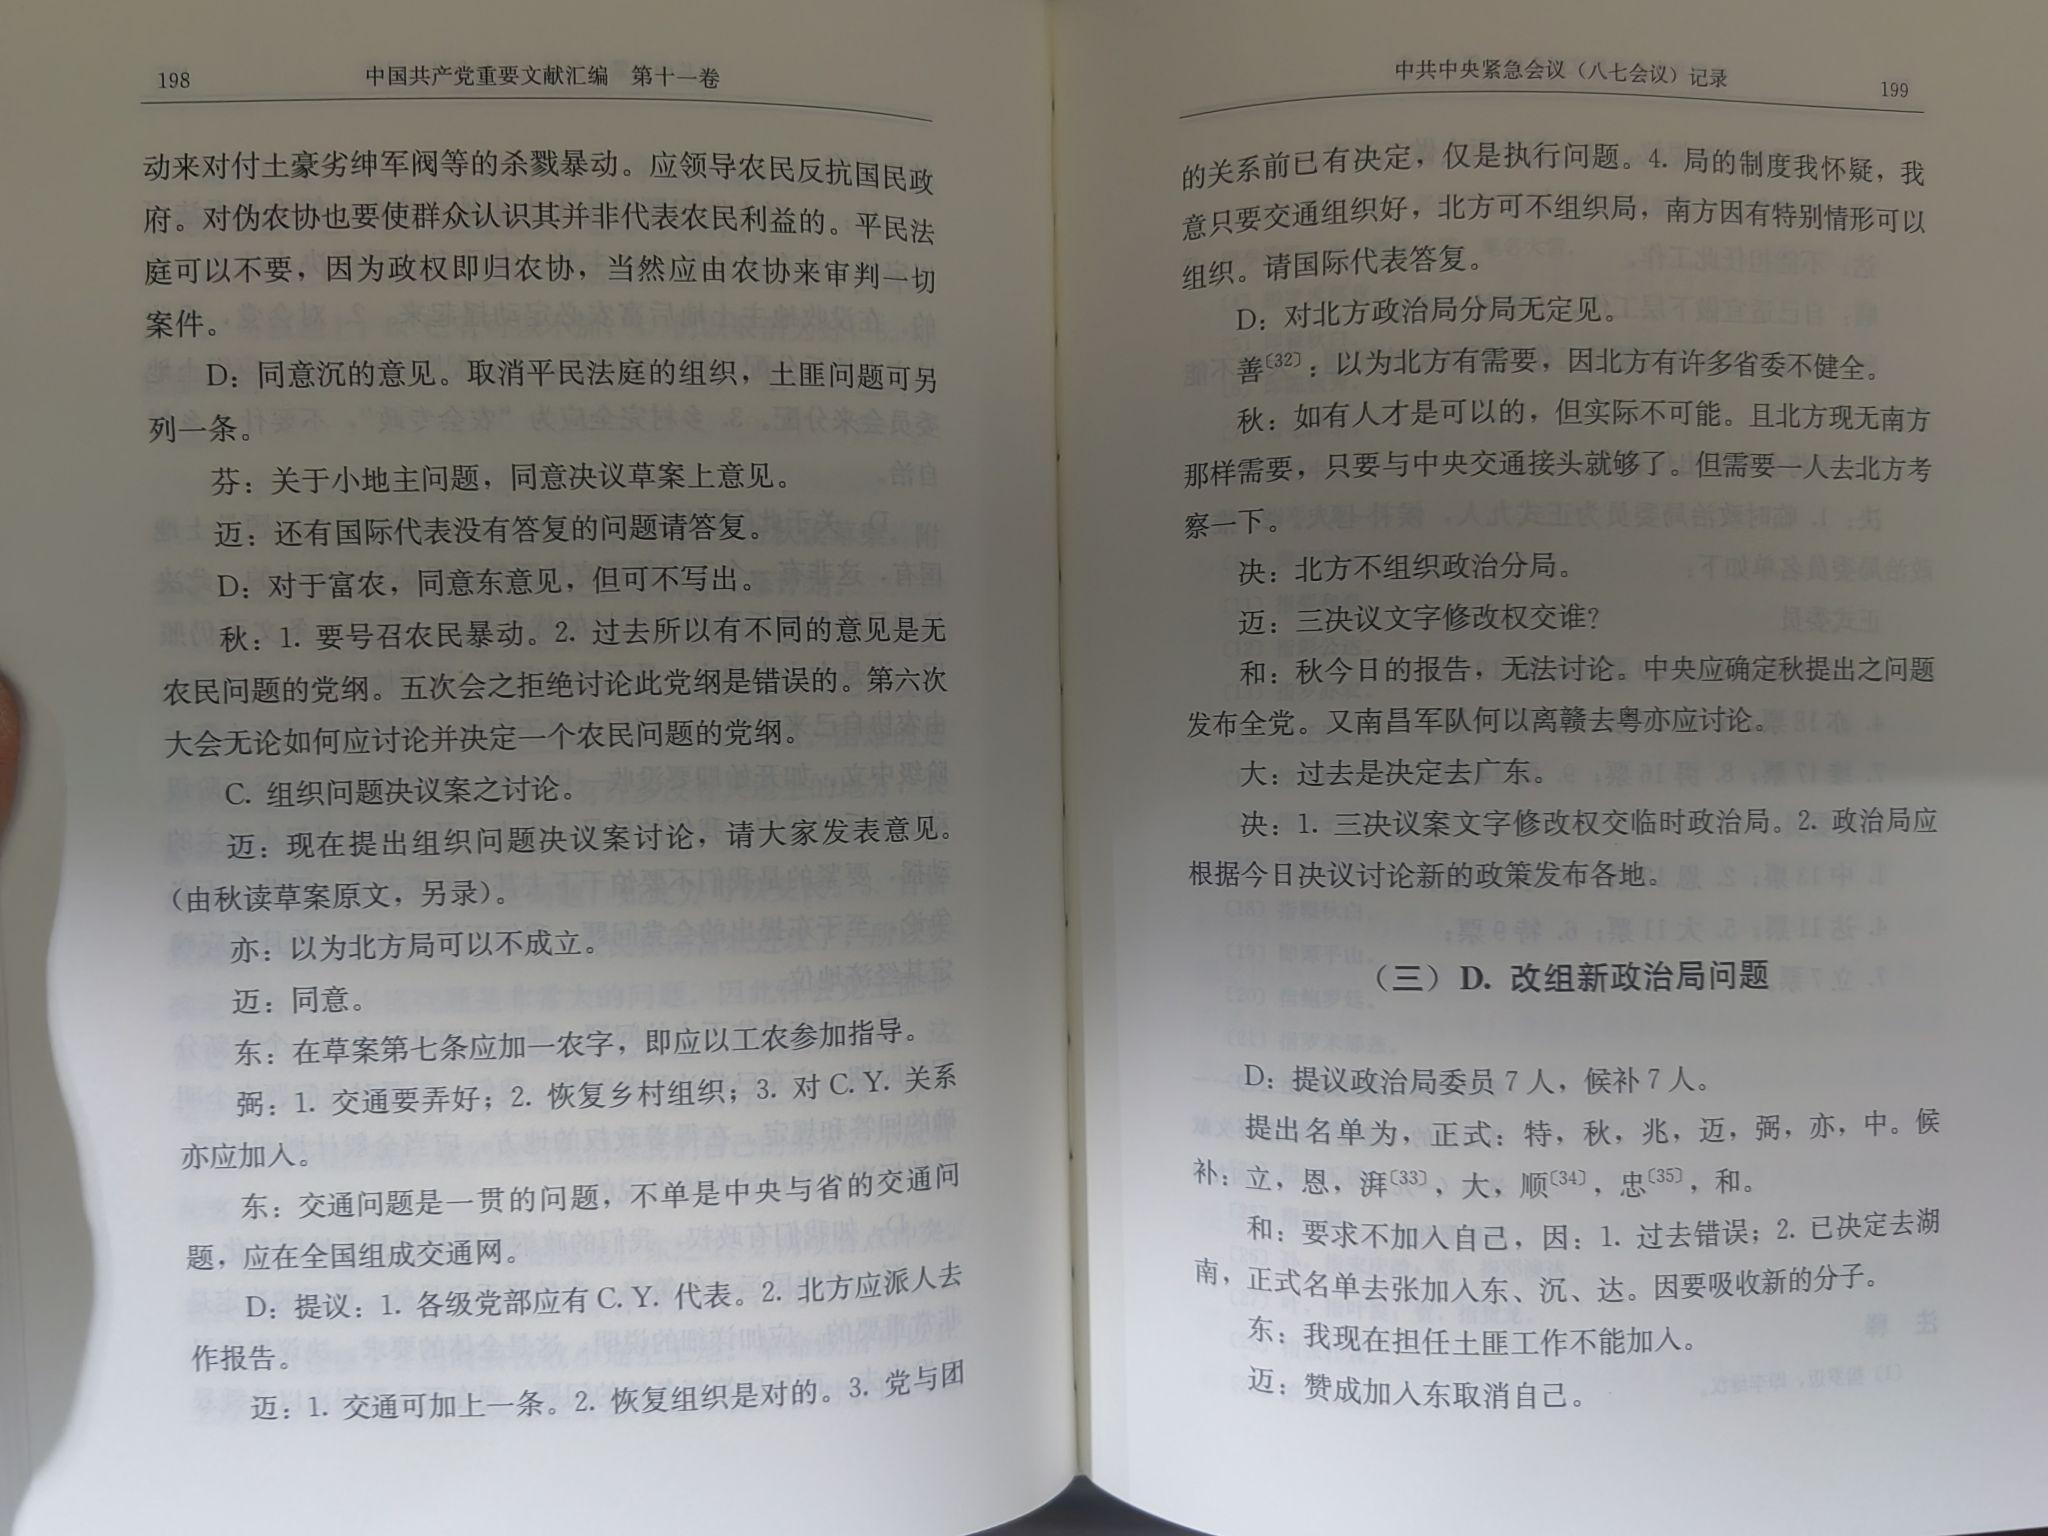 198
中国共产党重要文献汇编　第十一卷
动来对付土豪劣绅军阀等的杀戮暴动。应领导农民反抗国民政
府。对伪农协也要使群众认识其并非代表农民利益的。平民法
庭可以不要，因为政权即归农协，当然应由农协来审判一切
案件。
D：同意沉的意见。取消平民法庭的组织，土匪问题可另
列一条。
芬：关于小地主问题，同意决议草案上意见。
迈：还有国际代表没有答复的问题请答复。
D：对于富农，同意东意见，但可不写出。
秋：1. 要号召农民暴动。2. 过去所以有不同的意见是无
农民问题的党纲。五次会之拒绝讨论此党纲是错误的。第六次
大会无论如何应讨论并决定一个农民问题的党纲。
C. 组织问题决议案之讨论。
迈：现在提出组织问题决议案讨论，请大家发表意见。
（由秋读草案原文，另录）。
亦：以为北方局可以不成立。
迈：同意。
东：在草案第七条应加一农字，即应以工农参加指导。
弼：1. 交通要弄好；2. 恢复乡村组织；3. 对 C. Y. 关系
亦应加入。
东：交通问题是一贯的问题，不单是中央与省的交通问
题，应在全国组成交通网。
D：提议：1. 各级党部应有 C. Y. 代表。2. 北方应派人去
作报告。
迈：1. 交通可加上一条。2. 恢复组织是对的。3. 党与团
中共中央紧急会议（八七会议）记录
199
的关系前已有决定，仅是执行问题。4. 局的制度我怀疑，我
意只要交通组织好，北方可不组织局，南方因有特别情形可以
组织。请国际代表答复。
D：对北方政治局分局无定见。
善〔32〕：以为北方有需要，因北方有许多省委不健全。
秋：如有人才是可以的，但实际不可能。且北方现无南方
那样需要，只要与中央交通接头就够了。但需要一人去北方考
察一下。
决：北方不组织政治分局。
迈：三决议文字修改权交谁？
和：秋今日的报告，无法讨论。中央应确定秋提出之问题
发布全党。又南昌军队何以离赣去粤亦应讨论。
大：过去是决定去广东。
决：1. 三决议案文字修改权交临时政治局。2. 政治局应
根据今日决议讨论新的政策发布各地。
（三）D. 改组新政治局问题
D：提议政治局委员 7 人，候补 7 人。
提出名单为，正式：特，秋，兆，迈，弼，亦，中。候
补：立，恩，湃〔33〕，大，顺〔34〕，忠〔35〕，和。
和：要求不加入自己，因：1. 过去错误；2. 已决定去湖
南，正式名单去张加入东、沉、达。因要吸收新的分子。
东：我现在担任土匪工作不能加入。
迈：赞成加入东取消自己。